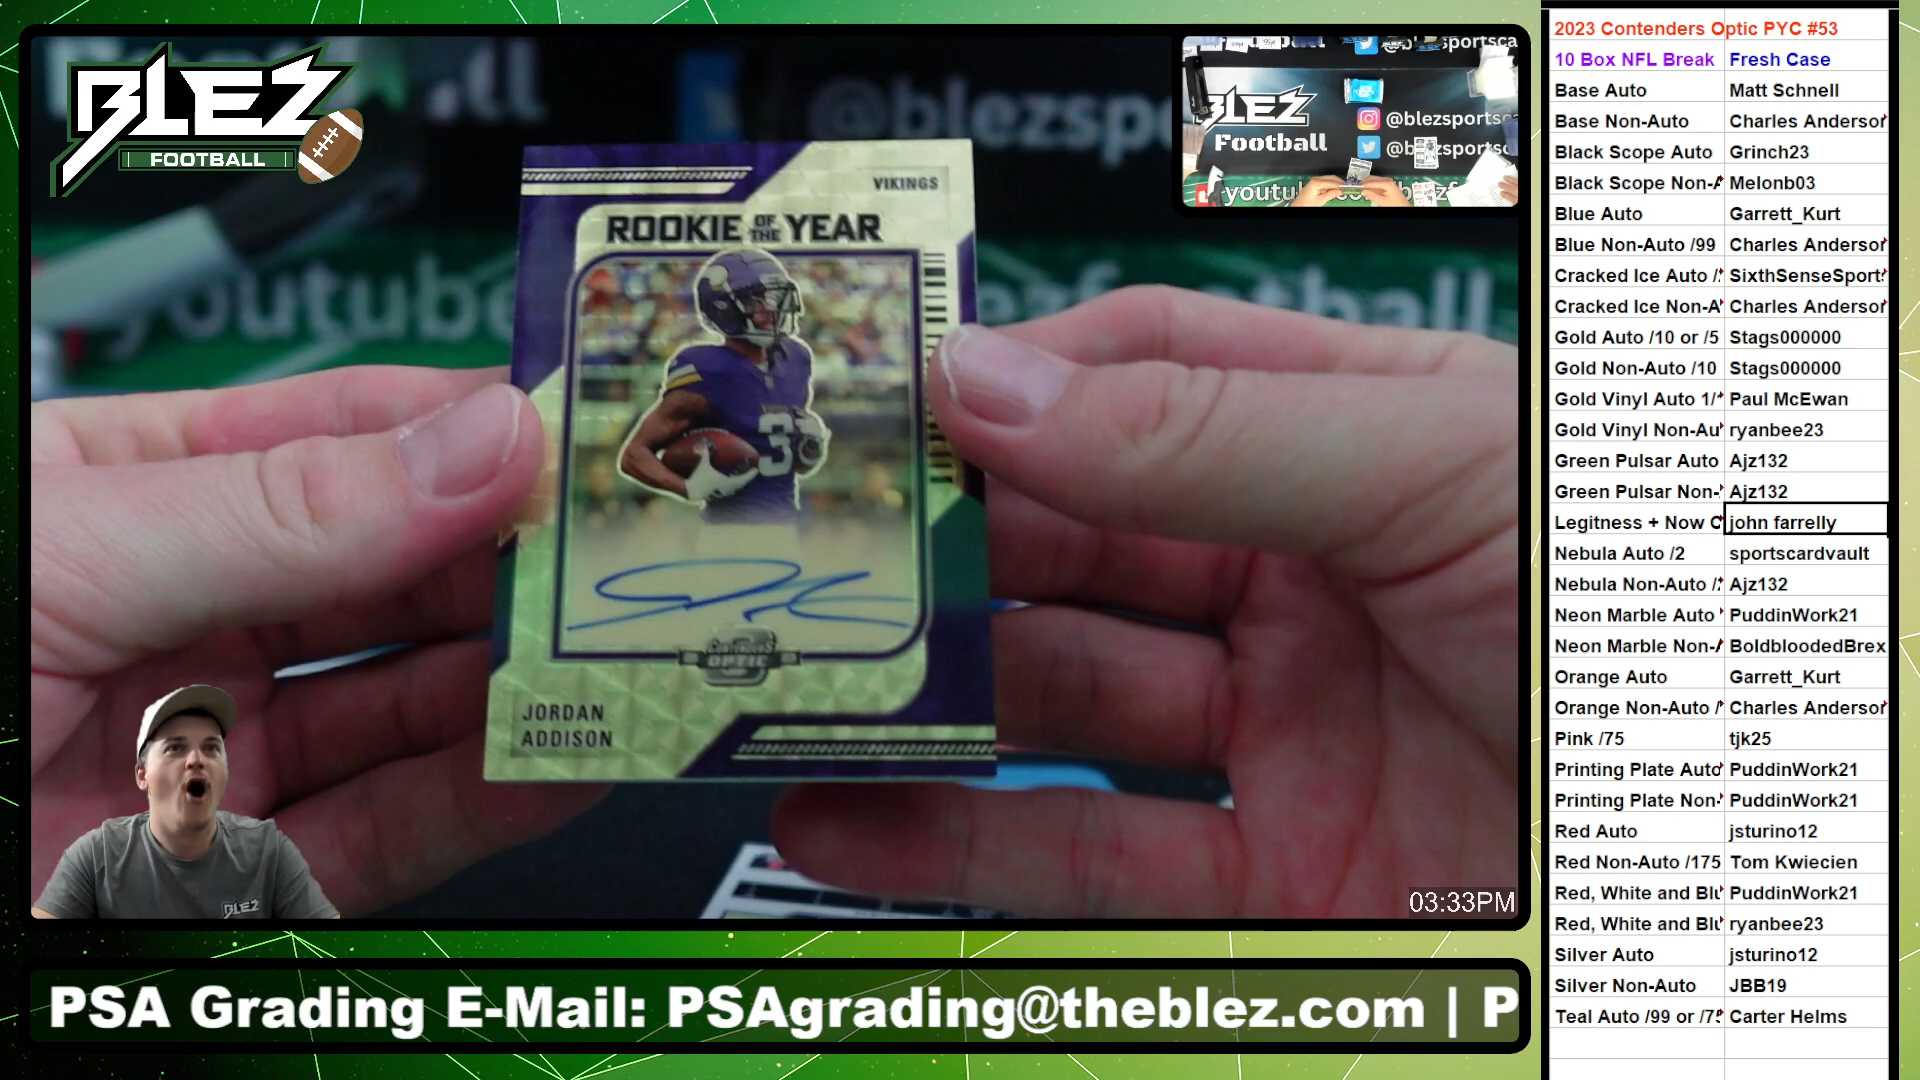 BLEZ
FOOTBALL
VIKINGS
ROOKIE OF THE YEAR
CONTENDERS
OPTIC
JORDAN
ADDISON
youtube
@blezsp
BLEZ
Football
youtu
03:33PM
BLEZ
PSA Grading E-Mail: PSAgrading@theblez.com | P
2023 Contenders Optic PYC #53
10 Box NFL Break Fresh Case
Base Auto Matt Schnell
Base Non-Auto Charles Anderson
Black Scope Auto Grinch23
Black Scope Non-A Melonb03
Blue Auto Garrett_Kurt
Blue Non-Auto /99 Charles Anderson
Cracked Ice Auto / SixthSenseSport
Cracked Ice Non-A Charles Anderson
Gold Auto /10 or /5 Stags000000
Gold Non-Auto /10 Stags000000
Gold Vinyl Auto 1/ Paul McEwan
Gold Vinyl Non-Au ryanbee23
Green Pulsar Auto Ajz132
Green Pulsar Non- Ajz132
Legitness + Now C john farrelly
Nebula Auto /2 sportscardvault
Nebula Non-Auto / Ajz132
Neon Marble Auto PuddinWork21
Neon Marble Non-A BoldbloodedBrex
Orange Auto Garrett_Kurt
Orange Non-Auto / Charles Anderson
Pink /75 tjk25
Printing Plate Auto PuddinWork21
Printing Plate Non- PuddinWork21
Red Auto jsturino12
Red Non-Auto /175 Tom Kwiecien
Red, White and Blu PuddinWork21
Red, White and Blu ryanbee23
Silver Auto jsturino12
Silver Non-Auto JBB19
Teal Auto /99 or /75 Carter Helms